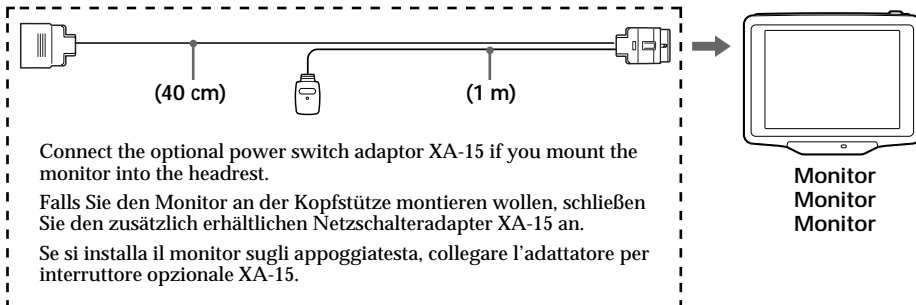 (40 cm)
(1 m)
Connect the optional power switch adaptor XA-15 if you mount the
monitor into the headrest.
Falls Sie den Monitor an der Kopfstütze montieren wollen, schließen
Sie den zusätzlich erhältlichen Netzschalteradapter XA-15 an.
Se si installa il monitor sugli appoggiatesta, collegare l'adattatore per
interruttore opzionale XA-15.
Monitor
Monitor
Monitor